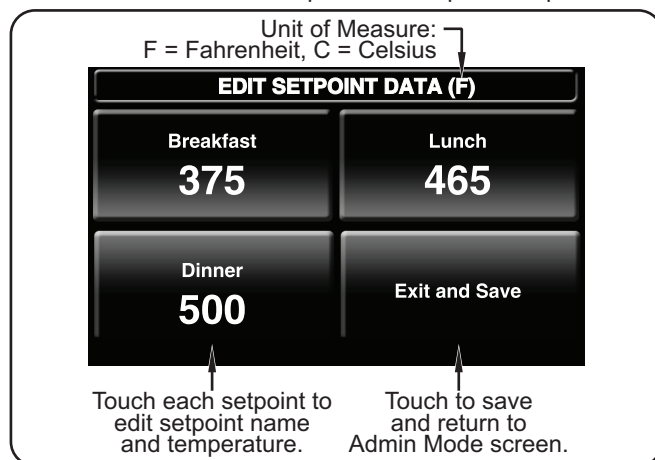 Unit of Measure:
F = Fahrenheit, C = Celsius
EDIT SETPOINT DATA (F)
Breakfast
375
Lunch
465
Dinner
500
Exit and Save
Touch each setpoint to
edit setpoint name
and temperature.
Touch to save
and return to
Admin Mode screen.